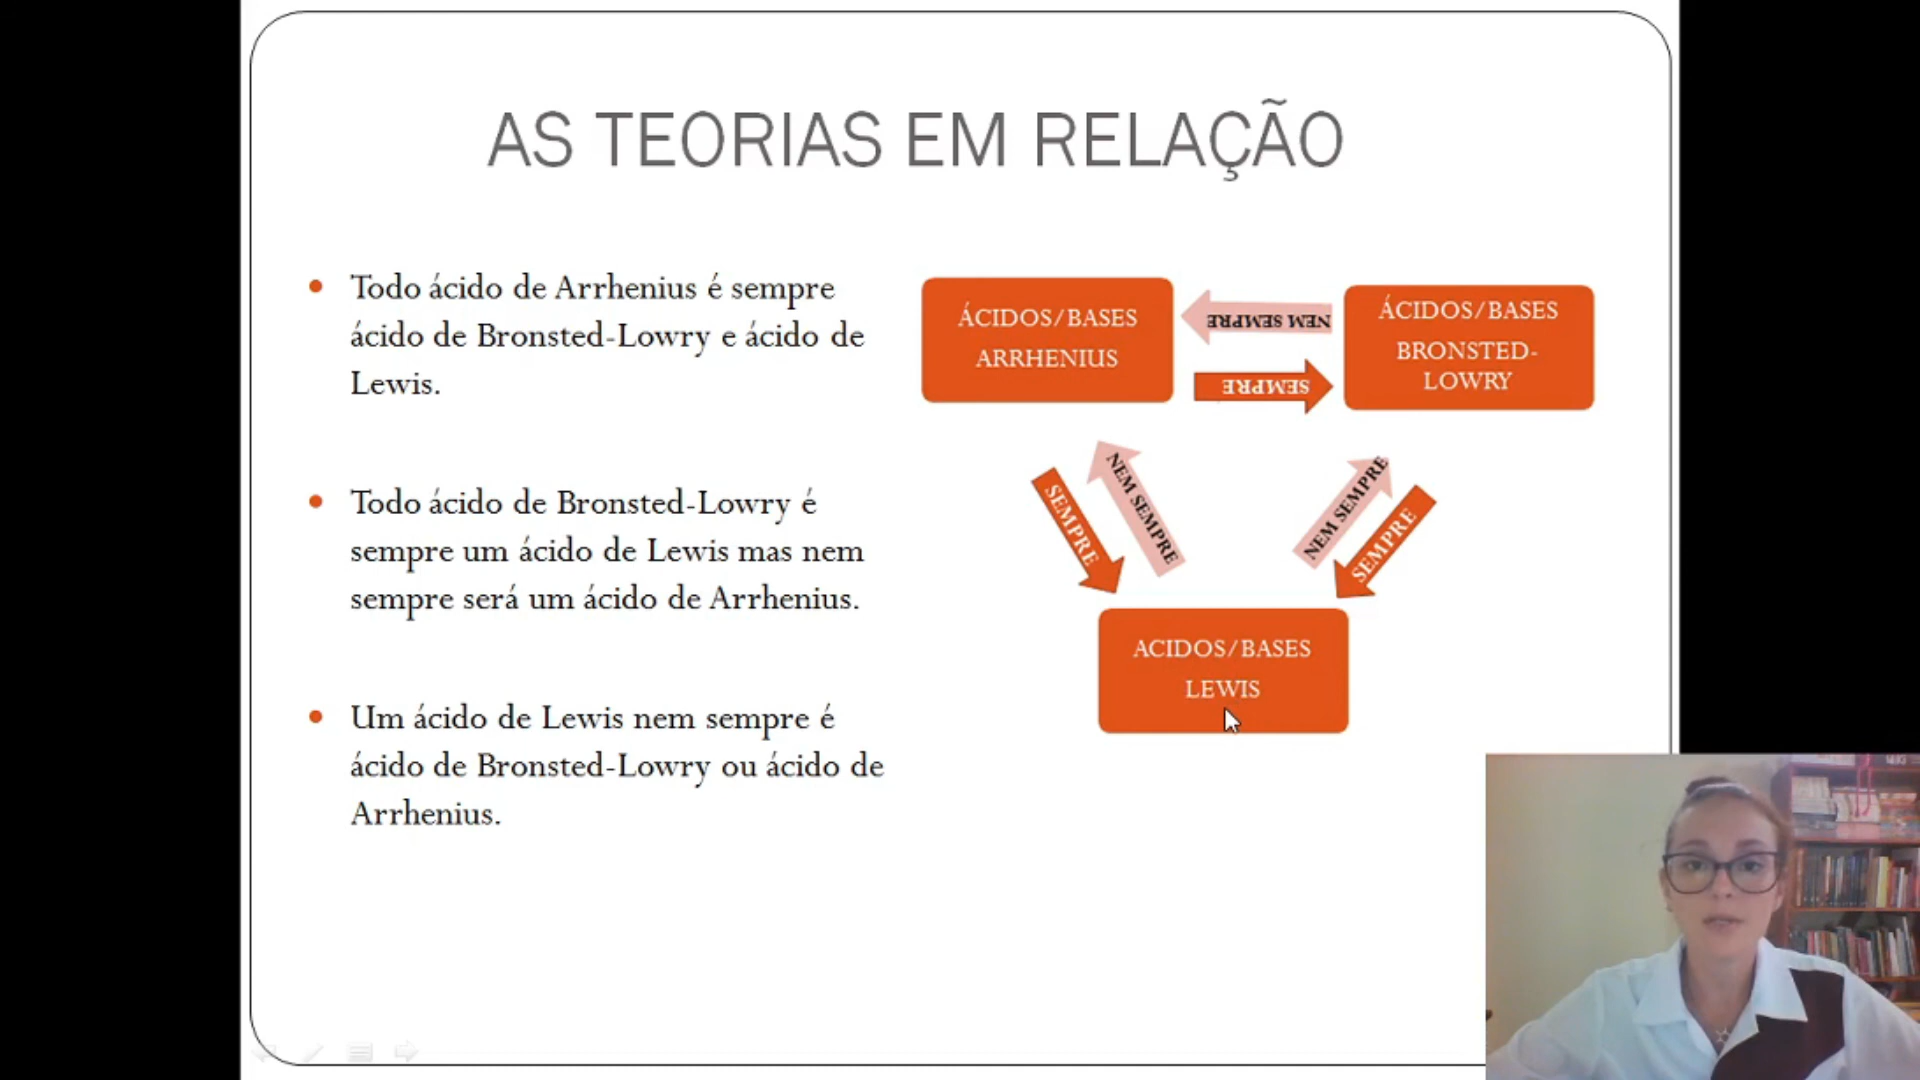 AS TEORIAS EM RELAÇÃO
Todo ácido de Arrhenius é sempre
ácido de Bronsted-Lowry e ácido de
Lewis.
Todo ácido de Bronsted-Lowry é
sempre um ácido de Lewis mas nem
sempre será um ácido de Arrhenius.
Um ácido de Lewis nem sempre é
ácido de Bronsted-Lowry ou ácido de
Arrhenius.
ÁCIDOS/BASES
ARRHENIUS
NEM SEMPRE
SEMPRE
ÁCIDOS/BASES
BRONSTED-
LOWRY
SEMPRE
NEM SEMPRE
NEM SEMPRE
SEMPRE
ACIDOS/BASES
LEWIS